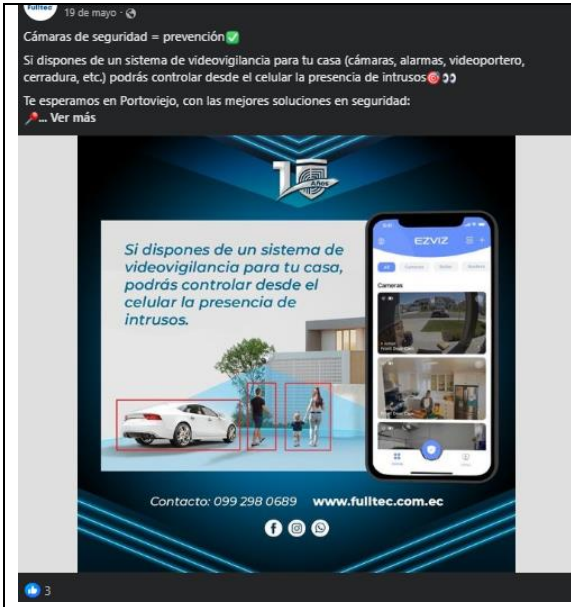 Fulltec
19 de mayo ·
Cámaras de seguridad = prevención✅
Si dispones de un sistema de videovigilancia para tu casa (cámaras, alarmas, videoportero,
cerradura, etc.) podrás controlar desde el celular la presencia de intrusos🎯 👀
Te esperamos en Portoviejo, con las mejores soluciones en seguridad:
📍... Ver más
15
Años
Si dispones de un sistema de
videovigilancia para tu casa,
podrás controlar desde el
celular la presencia de
intrusos.
EZVIZ
All
Cameras
Cameras
Contacto: 099 298 0689 www.fulltec.com.ec
3